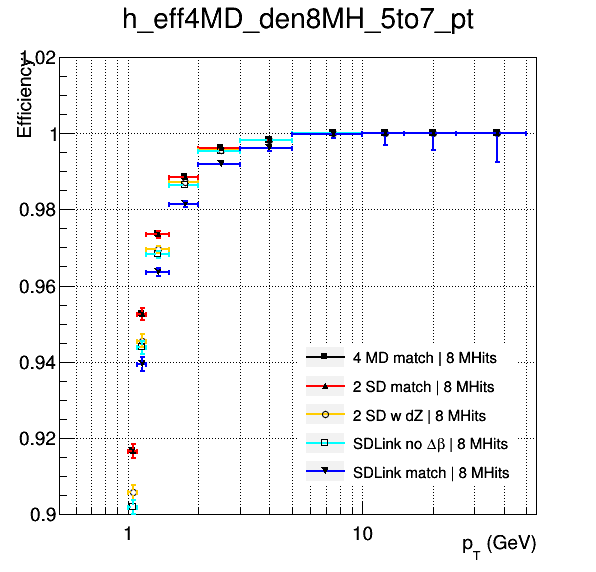 h_eff4MD_den8MH_5to7_pt
Efficiency
1.02
1
0.98
0.96
0.94
0.92
0.9
4 MD match | 8 MHits
2 SD match | 8 MHits
2 SD w dZ | 8 MHits
SDLink no Δβ | 8 MHits
SDLink match | 8 MHits
1
10
p_T (GeV)